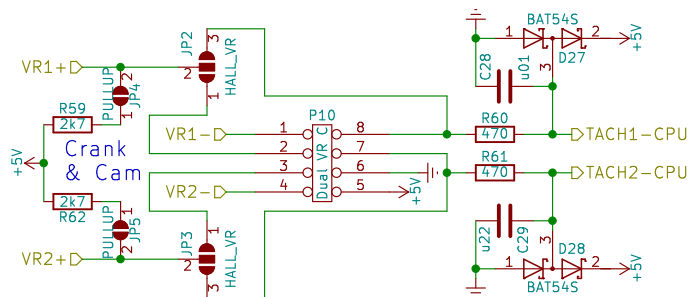 BAT54S
1
2
+5V
D27
3
C28
u01
JP2
3
HALL_VR
2
1
VR1+
PULLUP
2
1
JP4
R59
2k7
P10
Dual VR C
VR1-
1
8
2
7
3
6
VR2-
4
5
+5V
R60
470
TACH1-CPU
R61
470
TACH2-CPU
+5V
Crank
& Cam
2k7
R62
PULLUP
1
2
JP5
VR2+
JP3
1
HALL_VR
2
3
u22
C29
3
D28
1
2
+5V
BAT54S